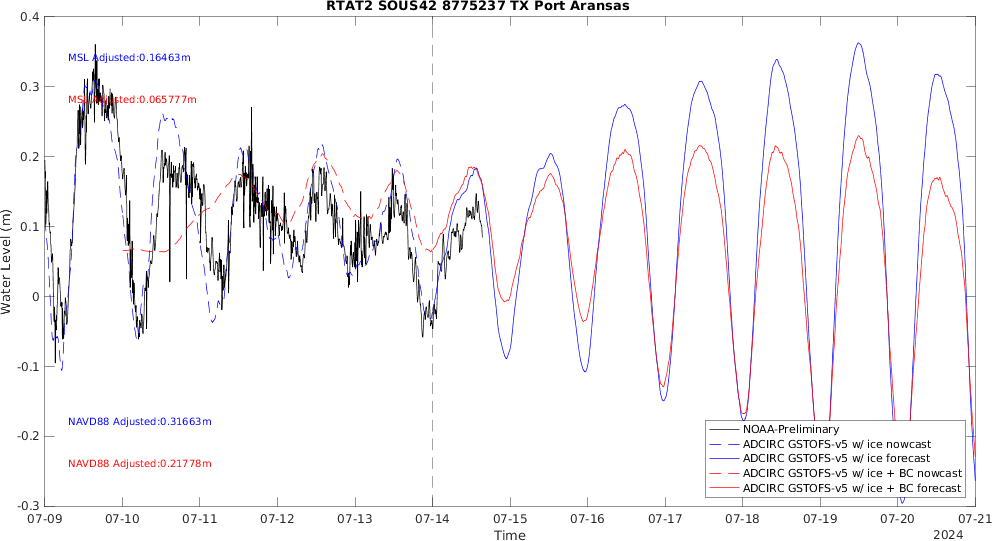 RTAT2 SOUS42 8775237 TX Port Aransas
0.4
0.3
0.2
0.1
0
-0.1
-0.2
-0.3
Water Level (m)
MSL Adjusted:0.16463m
MSL Adjusted:0.065777m
NAVD88 Adjusted:0.31663m
NAVD88 Adjusted:0.21778m
NOAA-Preliminary
ADCIRC GSTOFS-v5 w/ ice nowcast
ADCIRC GSTOFS-v5 w/ ice forecast
ADCIRC GSTOFS-v5 w/ ice + BC nowcast
ADCIRC GSTOFS-v5 w/ ice + BC forecast
07-09 07-10 07-11 07-12 07-13 07-14 07-15 07-16 07-17 07-18 07-19 07-20 07-21
Time
2024